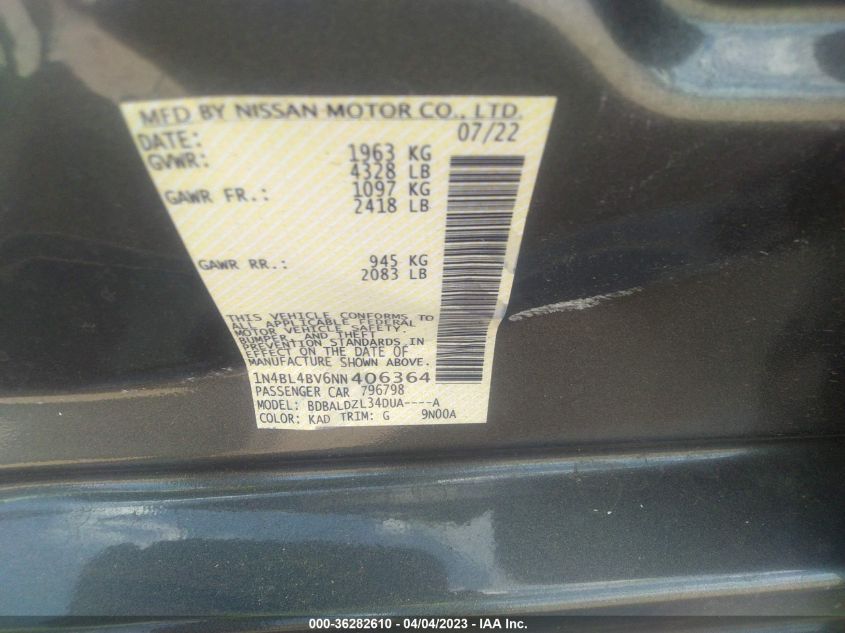 MFD BY NISSAN MOTOR CO., LTD.
DATE: 07/22
GVWR: 1963 KG
4328 LB
GAWR FR.: 1097 KG
2418 LB
GAWR RR.: 945 KG
2083 LB
THIS VEHICLE CONFORMS TO
ALL APPLICABLE FEDERAL
MOTOR VEHICLE SAFETY,
BUMPER, AND THEFT
PREVENTION STANDARDS IN
EFFECT ON THE DATE OF
MANUFACTURE SHOWN ABOVE.
1N4BL4BV6NN406364
PASSENGER CAR 796798
MODEL: BDBALDZL34DUA----A
COLOR: KAD TRIM: G 9N00A
000-36282610 - 04/04/2023 - IAA Inc.